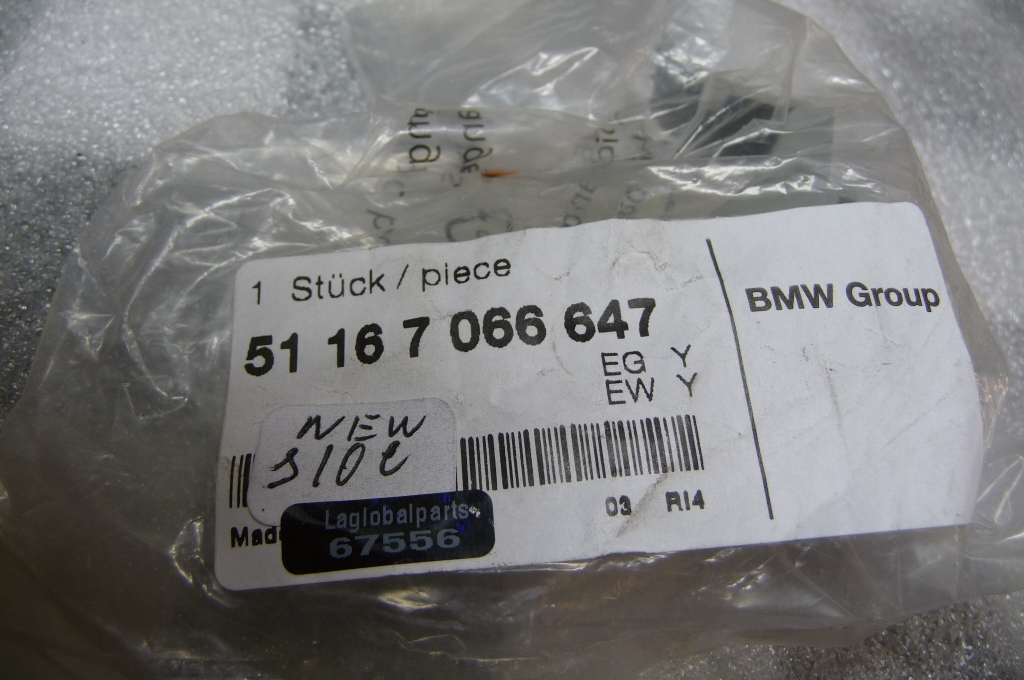 1 Stück / piece
51 16 7 066 647
EG Y
EW Y
BMW Group
NEW
03 RI4
Laglobalparts
67556